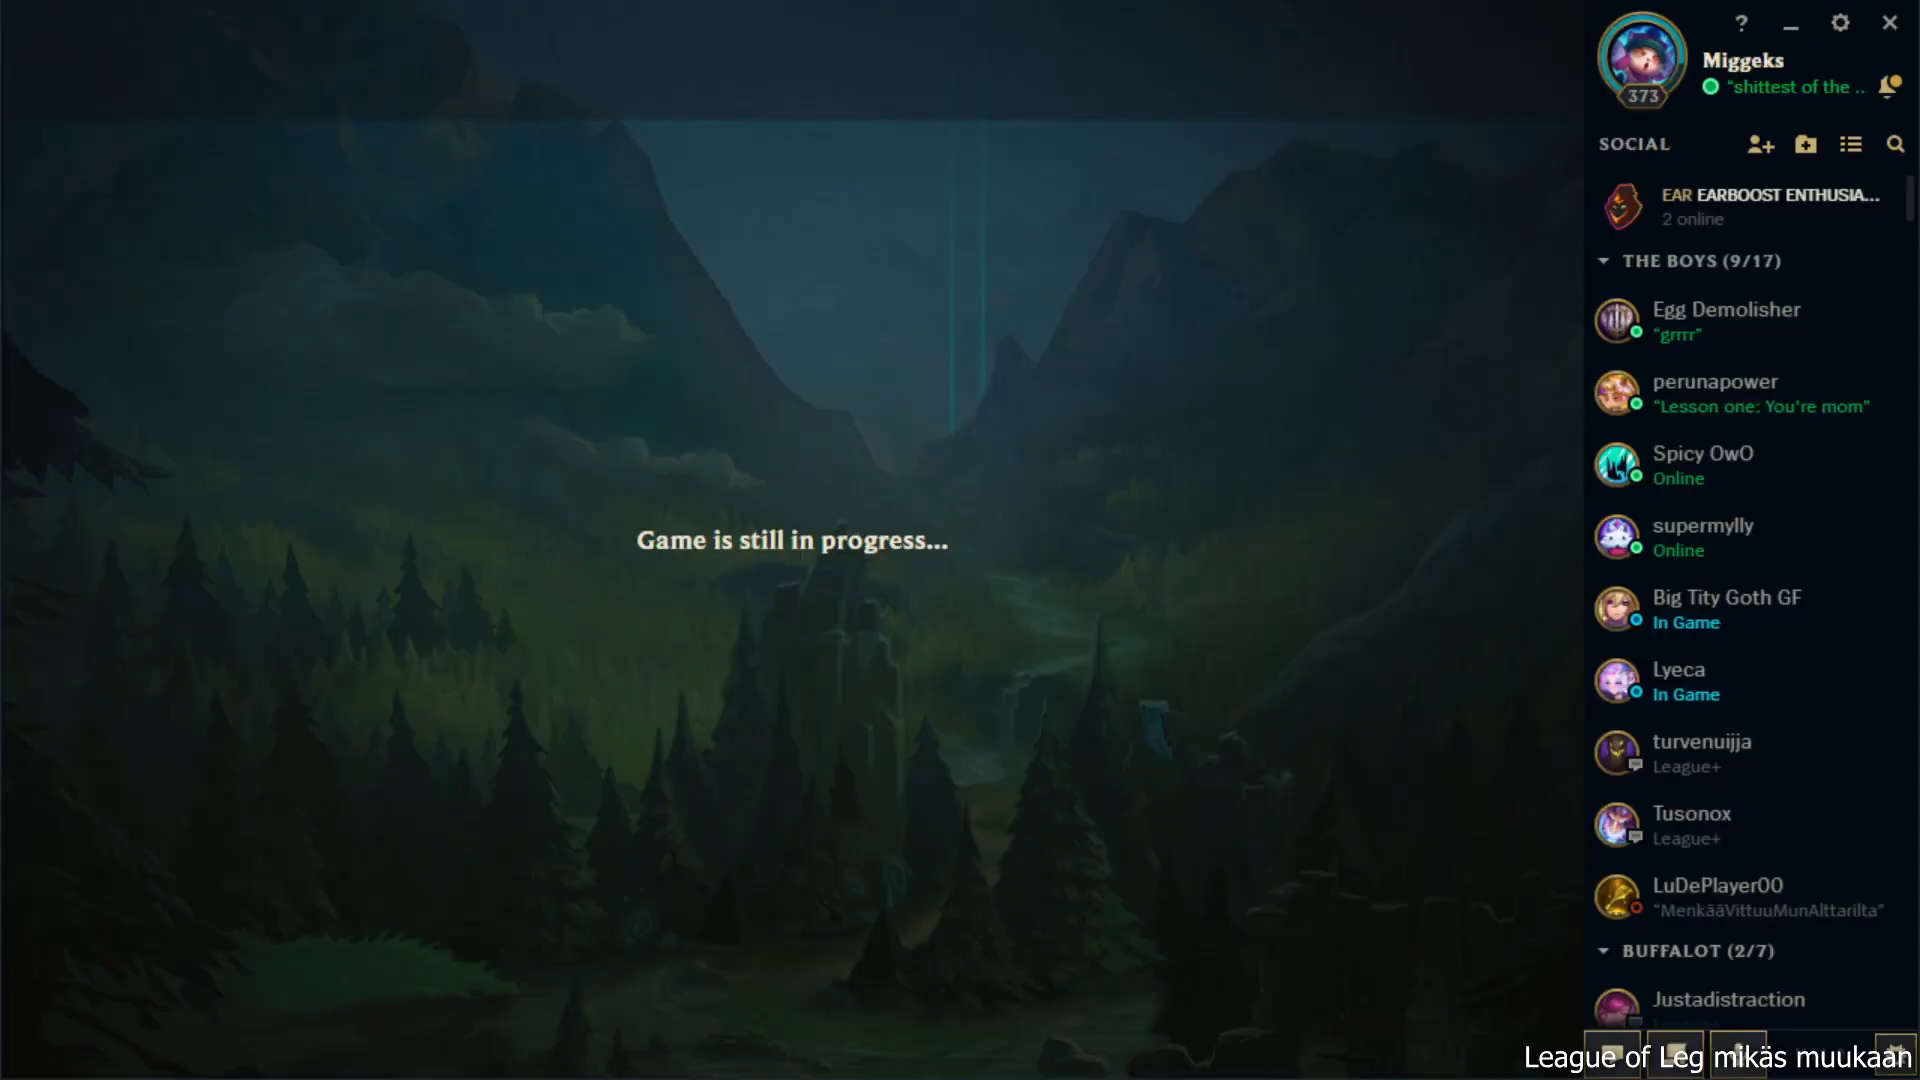 ?
Miggeks
373
"shittest of the ...
SOCIAL
EAR EARBOOST ENTHUSIA...
2 online
THE BOYS (9/17)
Egg Demolisher
"grrrr"
perunapower
"Lesson one: You're mom"
Spicy OwO
Online
supermylly
Online
Big Tity Goth GF
In Game
Lyeca
In Game
turvenuijja
League+
Tusonox
League+
LuDePlayer00
"MenkääVittuuMunAlttarilta"
BUFFALOT (2/7)
Justadistraction
Game is still in progress...
League of Leg mikäs muukaan